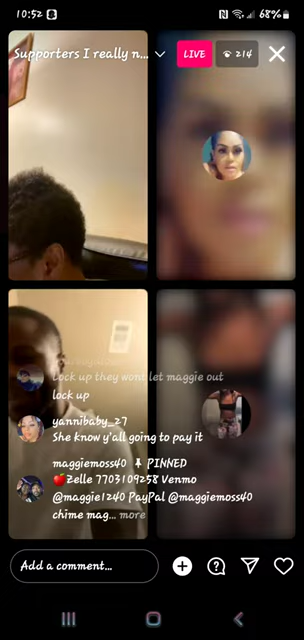 10:52
68%
Supporters I really n...
LIVE
214
Lock up they wont let maggie out
lock up
yannibaby_27
She know y'all going to pay it
maggiemoss40 📌 PINNED
🍎Zelle 7703109258 Venmo
@maggie1240 PayPal @maggiemoss40
chime mag... more
Add a comment...